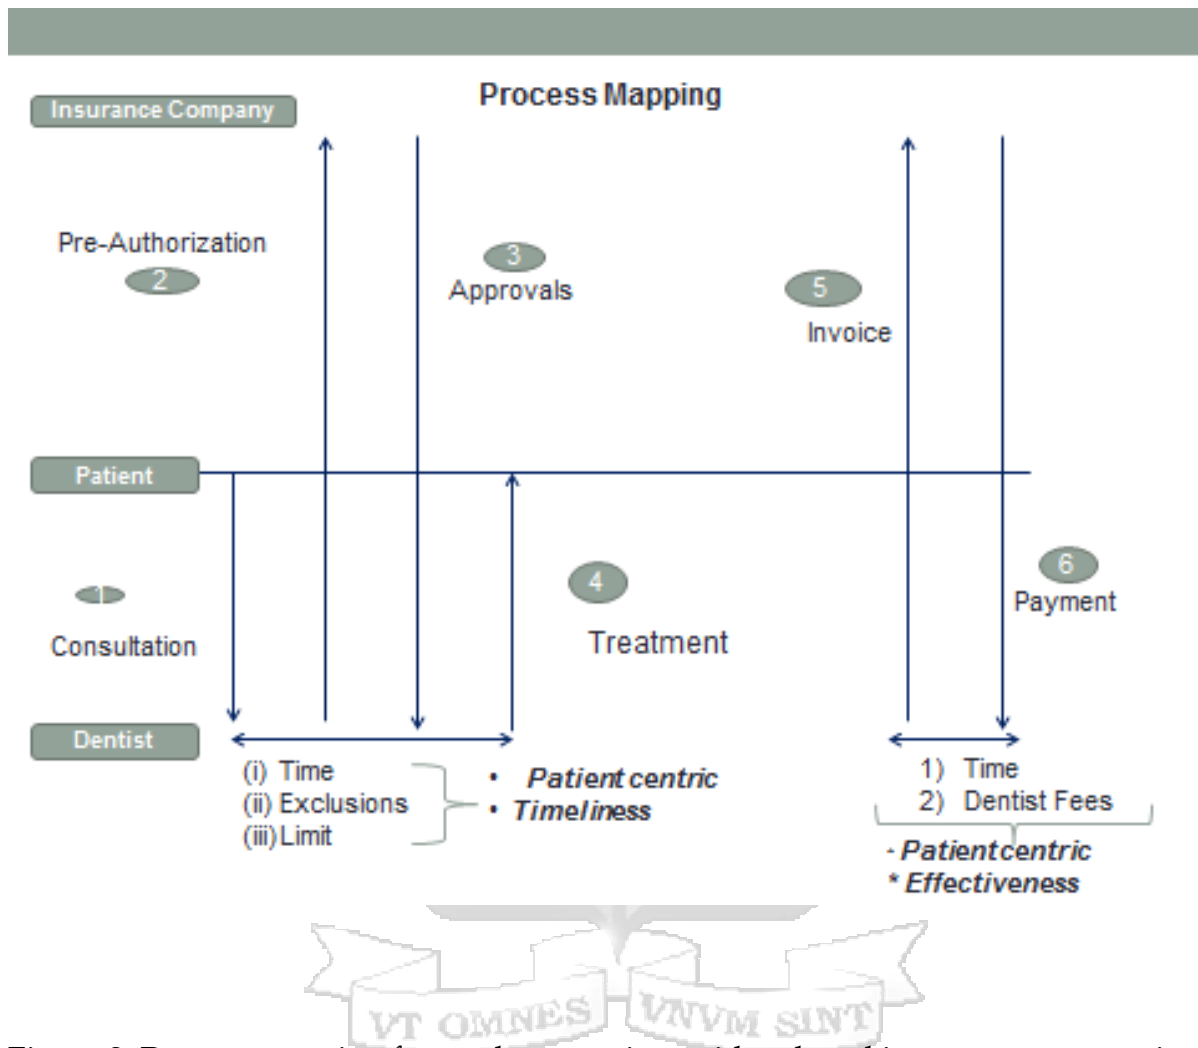 Process Mapping
Insurance Company
Pre-Authorization
2
3
Approvals
5
Invoice
Patient
1
Consultation
4
Treatment
6
Payment
Dentist
(i) Time
(ii) Exclusions
(iii) Limit
• Patient centric
• Timeliness
1) Time
2) Dentist Fees
- Patient centric
* Effectiveness
VT OMNES VNVM SINT